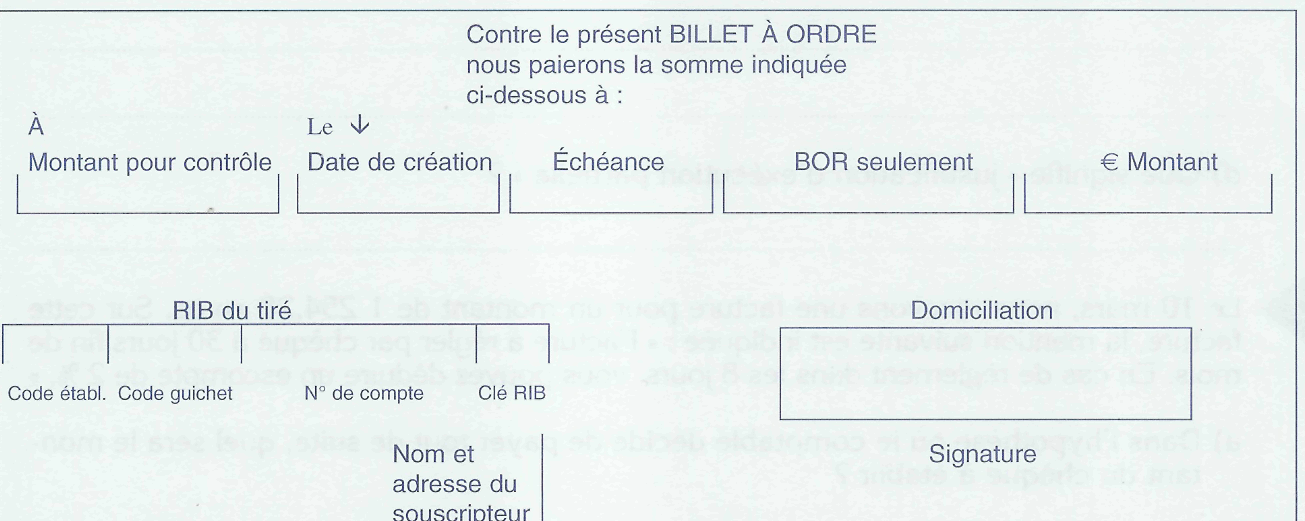 Contre le présent BILLET À ORDRE
nous paierons la somme indiquée
ci-dessous à :
À Le ↓
Montant pour contrôle Date de création Échéance BOR seulement € Montant
RIB du tiré Domiciliation
Code établ. Code guichet N° de compte Clé RIB
Nom et Signature
adresse du
souscripteur